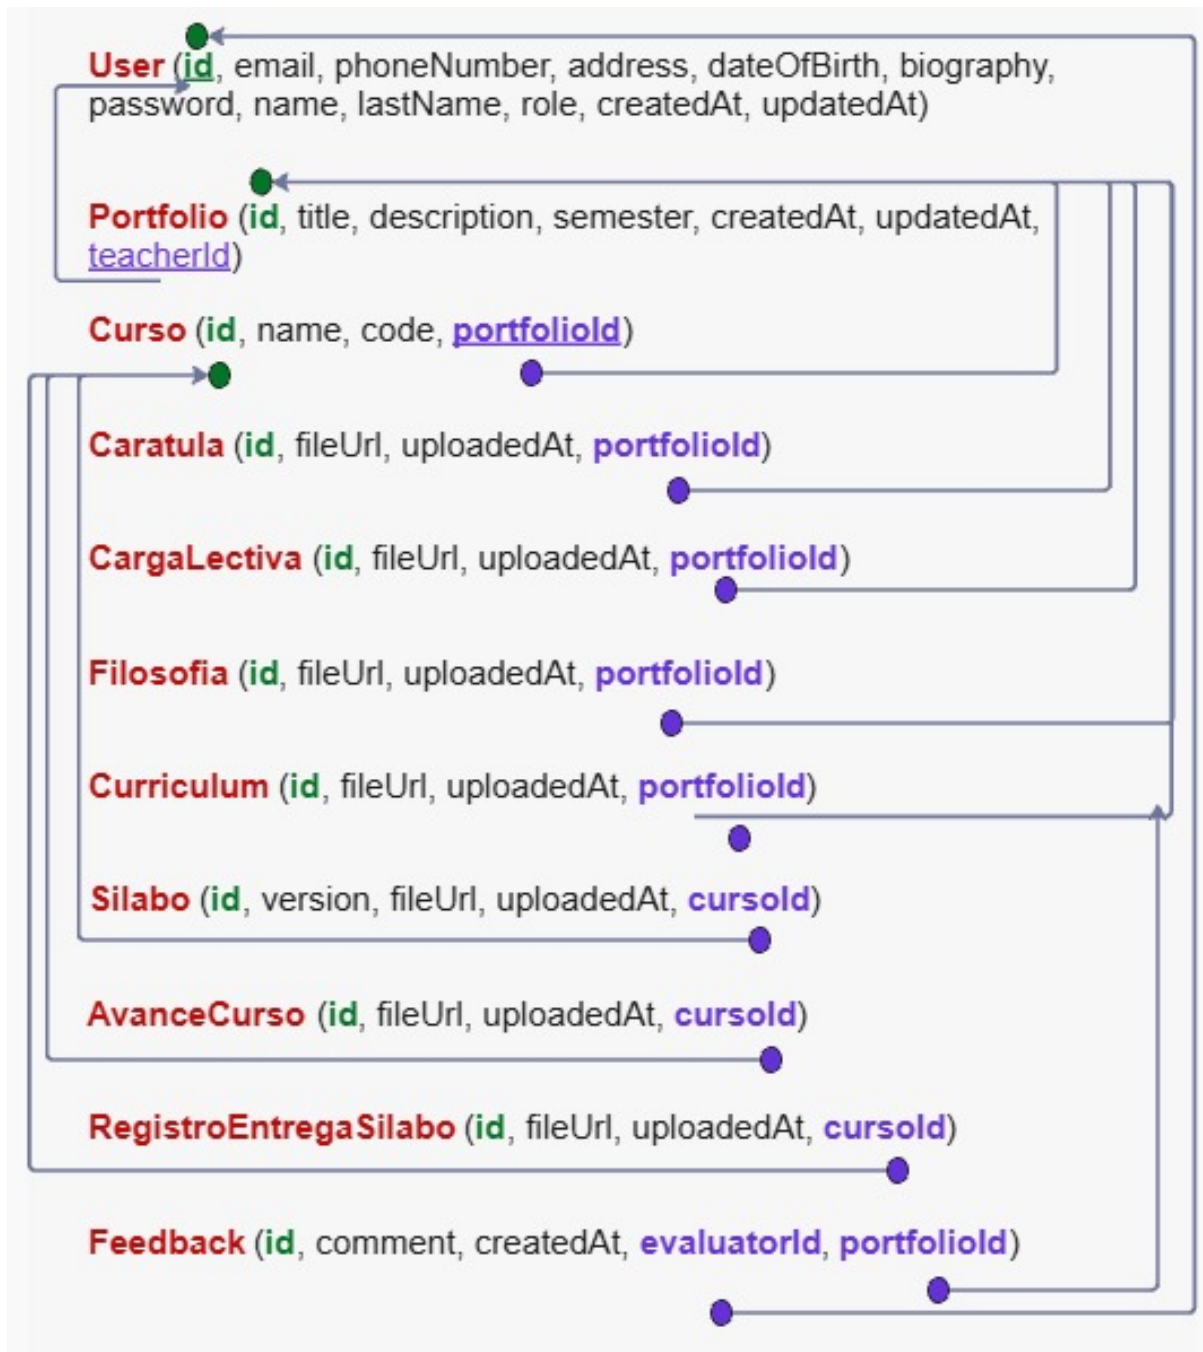 User (id, email, phoneNumber, address, dateOfBirth, biography,
password, name, lastName, role, createdAt, updatedAt)
Portfolio (id, title, description, semester, createdAt, updatedAt,
teacherId)
Curso (id, name, code, portfolioId)
Caratula (id, fileUrl, uploadedAt, portfolioId)
CargaLectiva (id, fileUrl, uploadedAt, portfolioId)
Filosofia (id, fileUrl, uploadedAt, portfolioId)
Curriculum (id, fileUrl, uploadedAt, portfolioId)
Silabo (id, version, fileUrl, uploadedAt, cursoId)
AvanceCurso (id, fileUrl, uploadedAt, cursoId)
RegistroEntregaSilabo (id, fileUrl, uploadedAt, cursoId)
Feedback (id, comment, createdAt, evaluatorId, portfolioId)